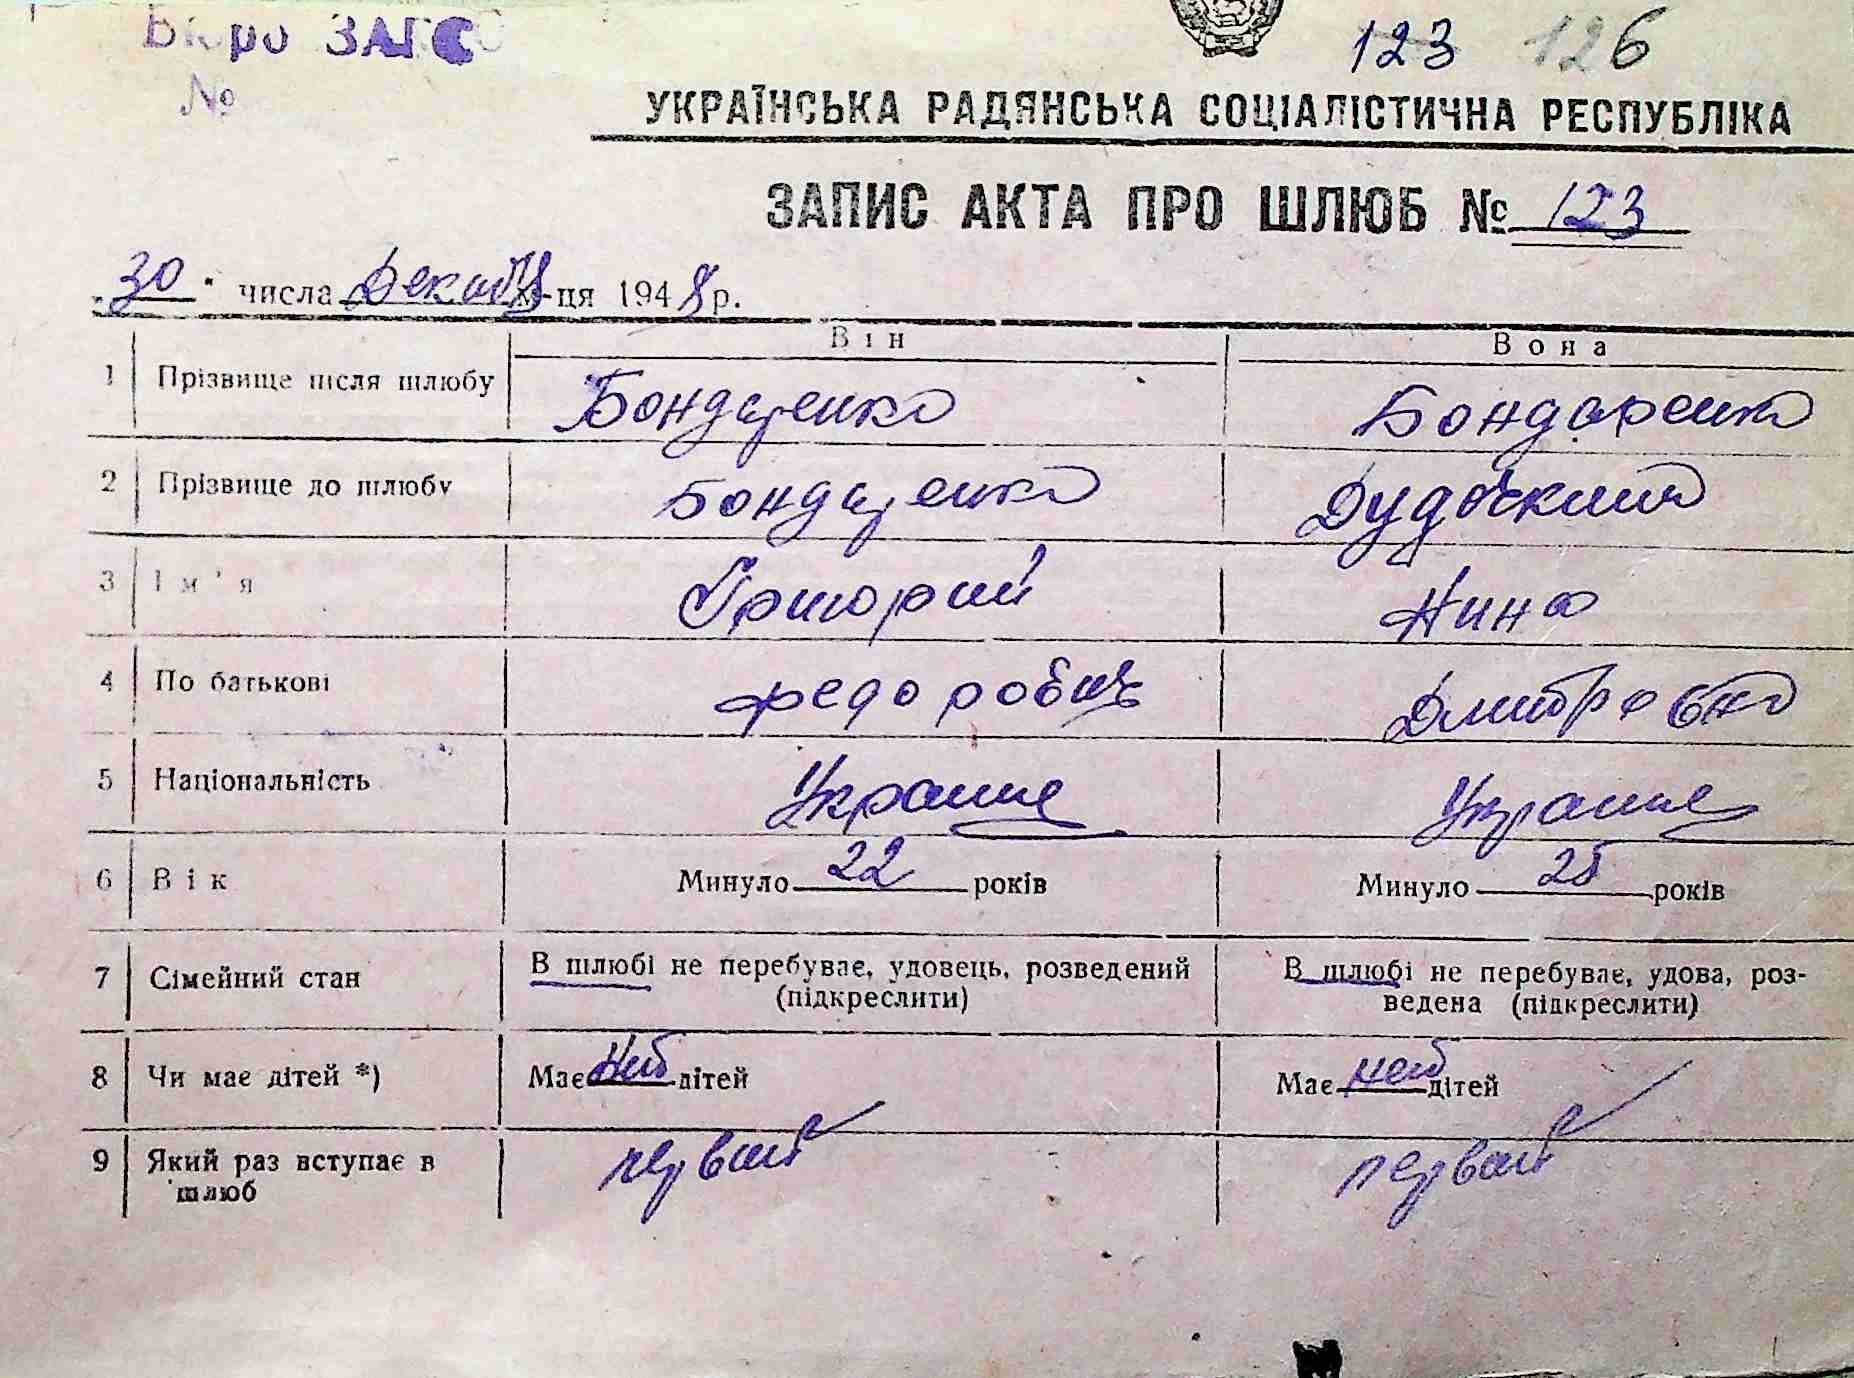 Бюро ЗАГС
№
123 126
УКРАЇНСЬКА РАДЯНСЬКА СОЦІАЛІСТИЧНА РЕСПУБЛІКА
ЗАПИС АКТА ПРО ШЛЮБ № 123
„30" числа Декабя м-ця 1948 р.
Він Вона
1 Прізвище після шлюбу Бондаренко Бондаренко
2 Прізвище до шлюбу Бондаренко
3 Ім'я Григорий Нина
4 По батькові Федорович Дмитровна
5 Національність
6 Вік Минуло 22 років Минуло 25 років
7 Сімейний стан В шлюбі не перебуває, удовець, розведений В шлюбі не перебуває, удова, роз-
(підкреслити) ведена (підкреслити)
8 Чи має дітей *) Має нет дітей Має нет дітей
9 Який раз вступає в первый первый
шлюб